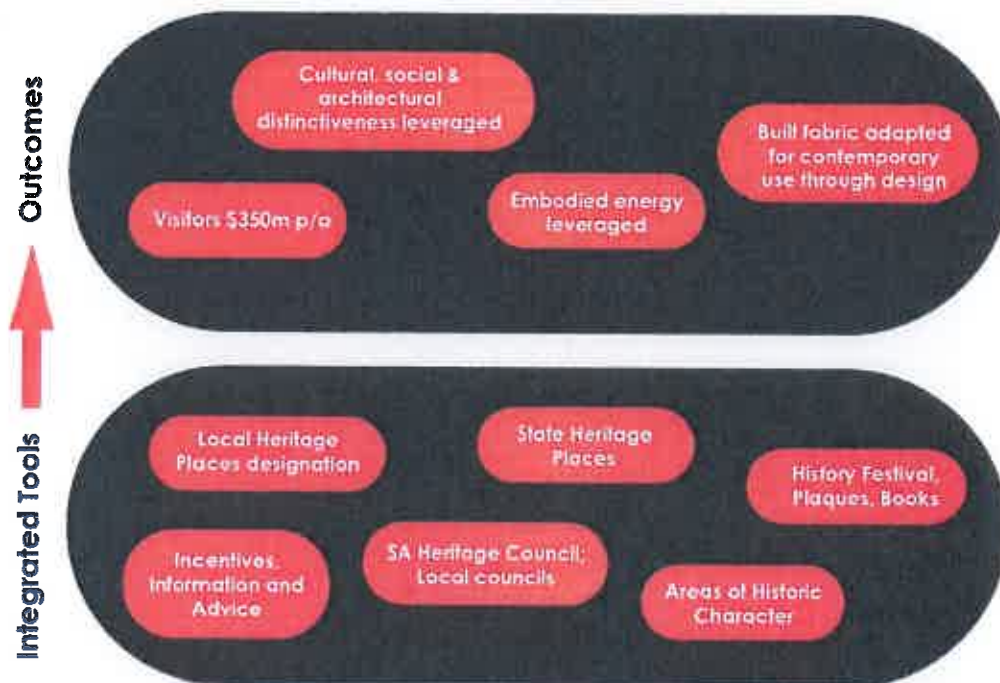 Outcomes
Cultural, social &
architectural
distinctiveness leveraged
Built fabric adapted
for contemporary
use through design
Visitors $350m p/a
Embodied energy
leveraged
Integrated Tools
Local Heritage
Places designation
State Heritage
Places
History Festival,
Plaques, Books
Incentives,
Information and
Advice
SA Heritage Council;
Local councils
Areas of Historic
Character